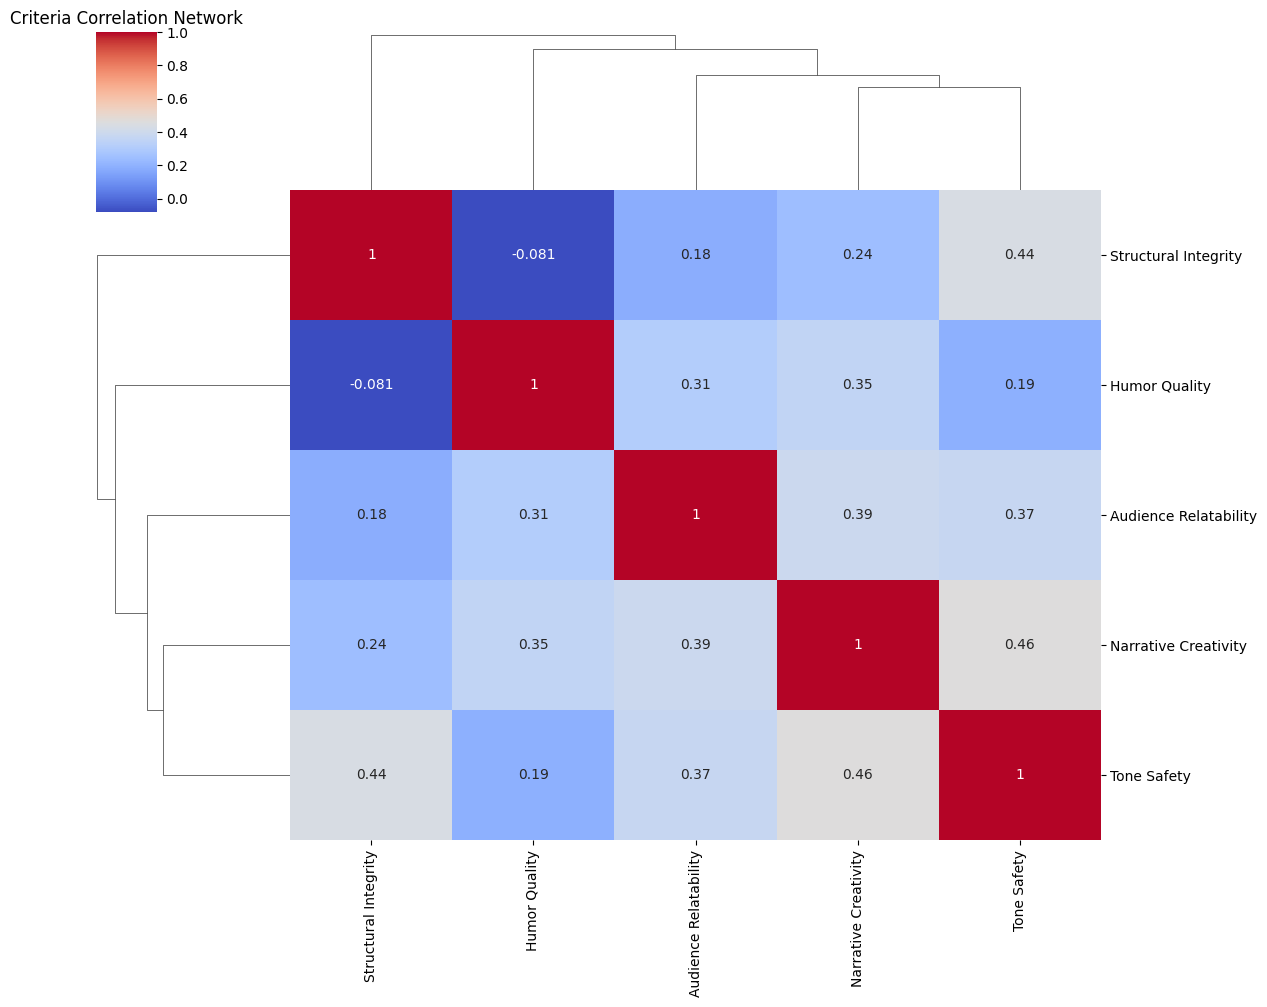 Criteria Correlation Network
1.0
0.8
0.6
0.4
0.2
0.0
1 -0.081 0.18 0.24 0.44 Structural Integrity
-0.081 1 0.31 0.35 0.19 Humor Quality
0.18 0.31 1 0.39 0.37 Audience Relatability
0.24 0.35 0.39 1 0.46 Narrative Creativity
0.44 0.19 0.37 0.46 1 Tone Safety
Structural Integrity
Humor Quality
Audience Relatability
Narrative Creativity
Tone Safety